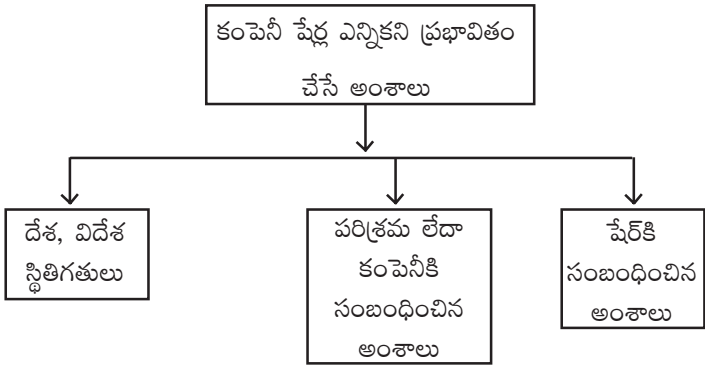 కంపెనీ షేర్ల ఎన్నికని ప్రభావితం
చేసే అంశాలు
దేశ, విదేశ
స్థితిగతులు
పరిశ్రమ లేదా
కంపెనీకి
సంబంధించిన
అంశాలు
షేర్‌కి
సంబంధించిన
అంశాలు